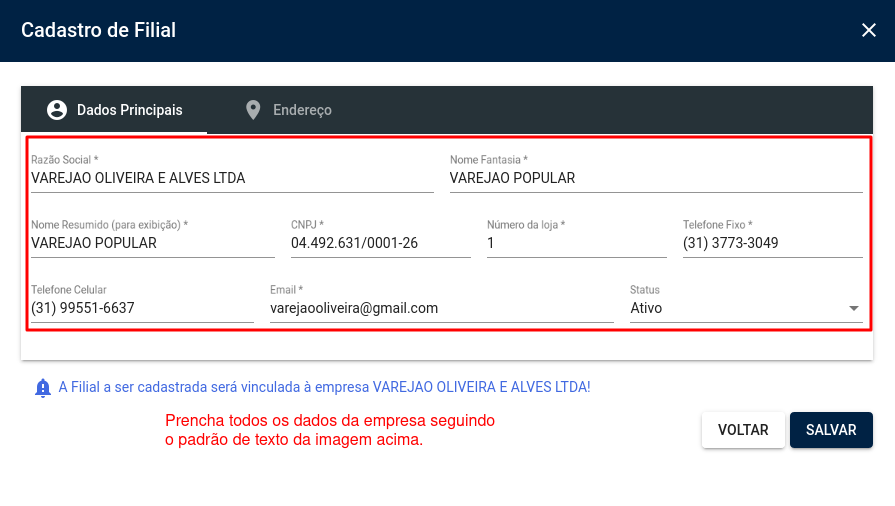 Cadastro de Filial
Dados Principais
Endereço
Razão Social *
Nome Fantasia *
VAREJAO OLIVEIRA E ALVES LTDA
VAREJAO POPULAR
Nome Resumido (para exibição) *
CNPJ *
Número da loja *
Telefone Fixo *
VAREJAO POPULAR
04.492.631/0001-26
1
(31) 3773-3049
Telefone Celular
Email *
Status
(31) 99551-6637
varejaooliveira@gmail.com
Ativo
A Filial a ser cadastrada será vinculada à empresa VAREJAO OLIVEIRA E ALVES LTDA!
Prencha todos os dados da empresa seguindo
o padrão de texto da imagem acima.
VOLTAR
SALVAR